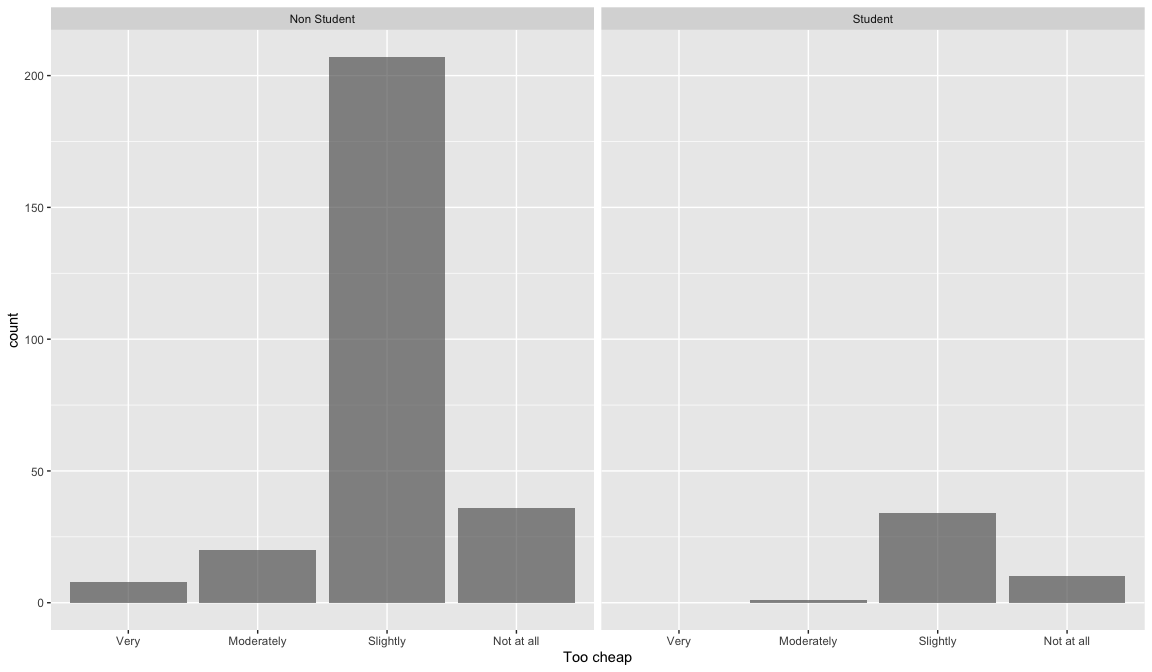 Non Student
Student
count
200
150
100
50
0
Very
Moderately
Slightly
Not at all
Very
Moderately
Slightly
Not at all
Too cheap